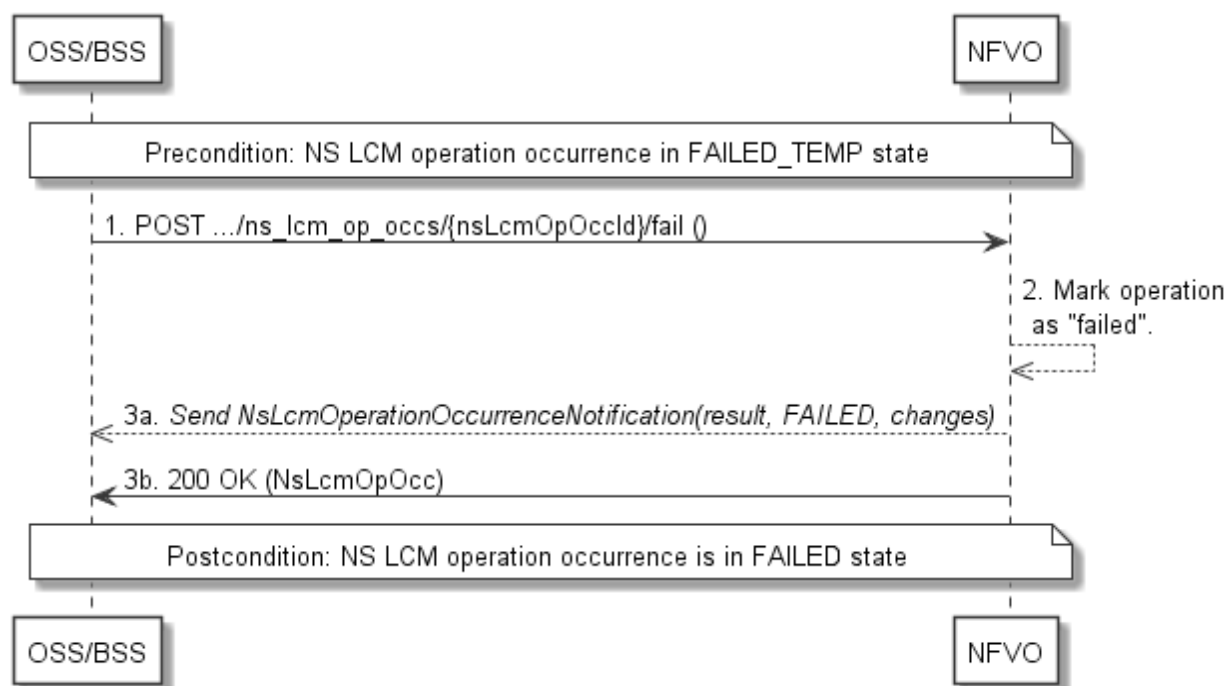 OSS/BSS
NFVO
Precondition: NS LCM operation occurrence in FAILED_TEMP state
1. POST .../ns_lcm_op_occs/{nsLcmOpOccId}/fail ()
2. Mark operation
as "failed".
3a. Send NsLcmOperationOccurrenceNotification(result, FAILED, changes)
3b. 200 OK (NsLcmOpOcc)
Postcondition: NS LCM operation occurrence is in FAILED state
OSS/BSS
NFVO